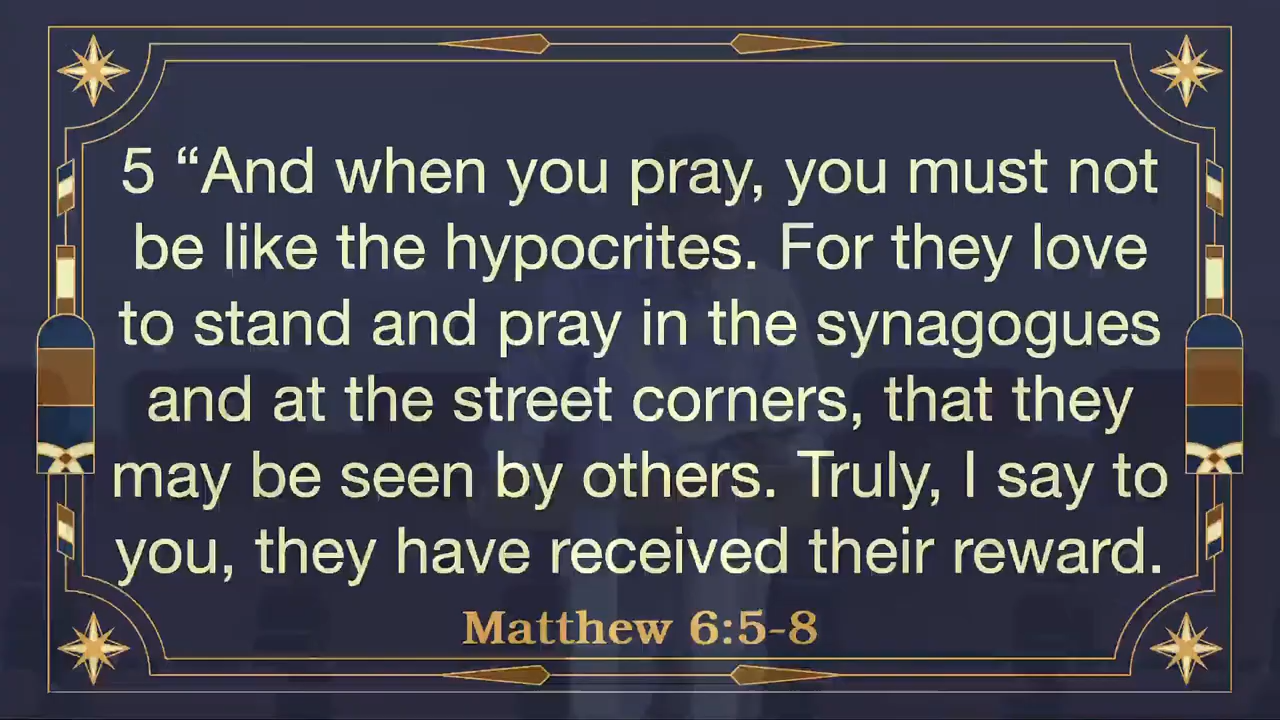 5 “And when you pray, you must not
be like the hypocrites. For they love
to stand and pray in the synagogues
and at the street corners, that they
may be seen by others. Truly, I say to
you, they have received their reward.
Matthew 6:5-8